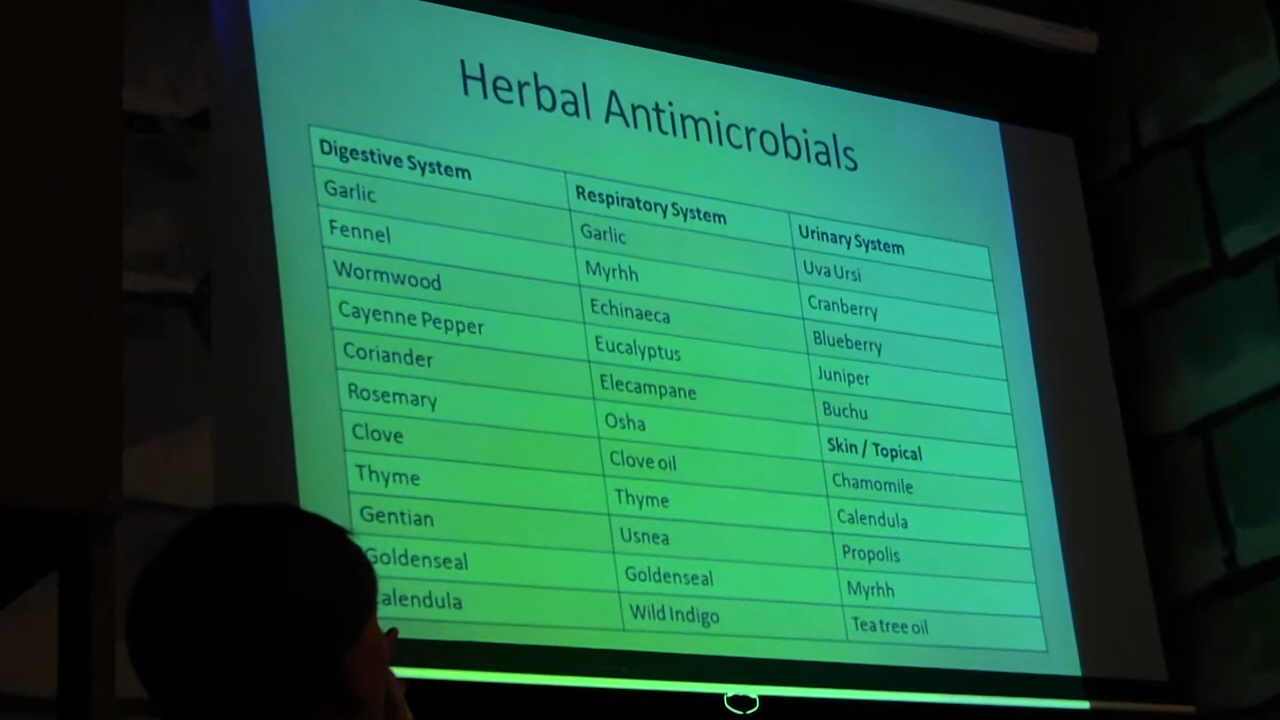 Herbal Antimicrobials
Digestive System Respiratory System Urinary System
Garlic Garlic Uva Ursi
Fennel Myrhh Cranberry
Wormwood Echinaeca Blueberry
Cayenne Pepper Eucalyptus Juniper
Coriander Elecampane Buchu
Rosemary Osha Skin / Topical
Clove Clove oil Chamomile
Thyme Thyme Calendula
Gentian Usnea Propolis
Goldenseal Goldenseal Myrhh
alendula Wild Indigo Tea tree oil